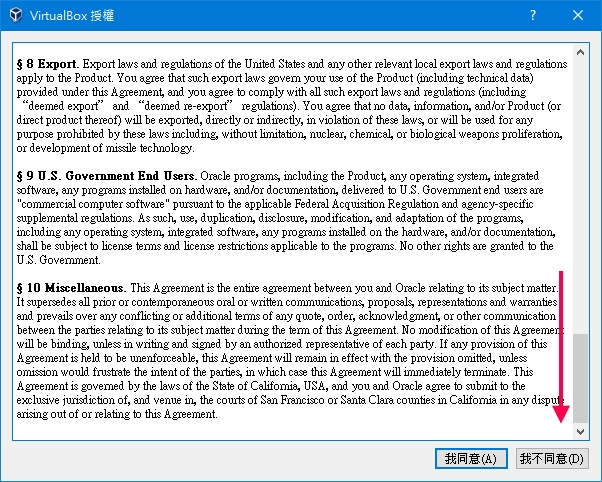 VirtualBox 授權
§ 8 Export. Export laws and regulations of the United States and any other relevant local export laws and regulations
apply to the Product. You agree that such export laws govern your use of the Product (including technical data)
provided under this Agreement, and you agree to comply with all such export laws and regulations (including
“deemed export” and “deemed re-export” regulations). You agree that no data, information, and/or Product (or
direct product thereof) will be exported, directly or indirectly, in violation of these laws, or will be used for any
purpose prohibited by these laws including, without limitation, nuclear, chemical, or biological weapons proliferation,
or development of missile technology.
§ 9 U.S. Government End Users. Oracle programs, including the Product, any operating system, integrated
software, any programs installed on hardware, and/or documentation, delivered to U.S. Government end users are
"commercial computer software" pursuant to the applicable Federal Acquisition Regulation and agency-specific
supplemental regulations. As such, use, duplication, disclosure, modification, and adaptation of the programs,
including any operating system, integrated software, any programs installed on the hardware, and/or documentation,
shall be subject to license terms and license restrictions applicable to the programs. No other rights are granted to the
U.S. Government.
§ 10 Miscellaneous. This Agreement is the entire agreement between you and Oracle relating to its subject matter.
It supersedes all prior or contemporaneous oral or written communications, proposals, representations and warranties
and prevails over any conflicting or additional terms of any quote, order, acknowledgment, or other communication
between the parties relating to its subject matter during the term of this Agreement. No modification of this Agreement
will be binding, unless in writing and signed by an authorized representative of each party. If any provision of this
Agreement is held to be unenforceable, this Agreement will remain in effect with the provision omitted, unless
omission would frustrate the intent of the parties, in which case this Agreement will immediately terminate. This
Agreement is governed by the laws of the State of California, USA, and you and Oracle agree to submit to the
exclusive jurisdiction of, and venue in, the courts of San Francisco or Santa Clara counties in California in any dispute
arising out of or relating to this Agreement.
我同意(A) 我不同意(D)